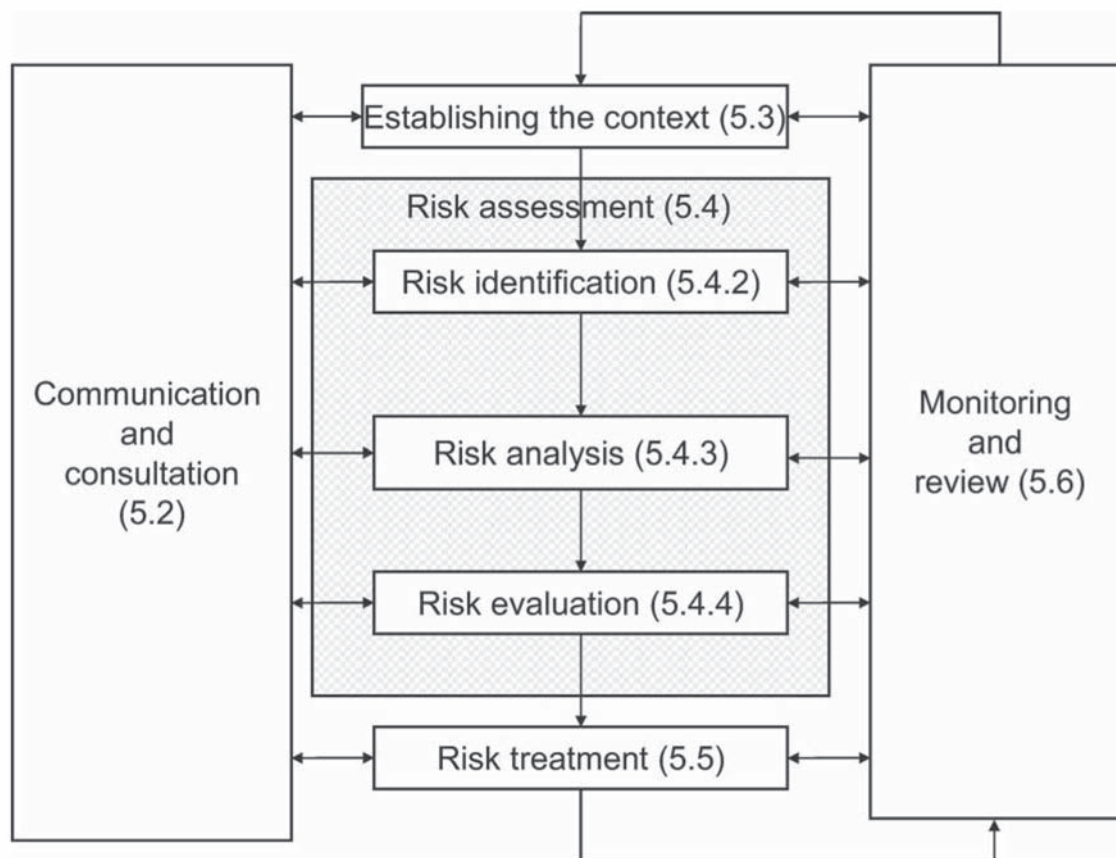 Establishing the context (5.3)
Risk assessment (5.4)
Risk identification (5.4.2)
Communication
and
consultation
(5.2)
Risk analysis (5.4.3)
Monitoring
and
review (5.6)
Risk evaluation (5.4.4)
Risk treatment (5.5)